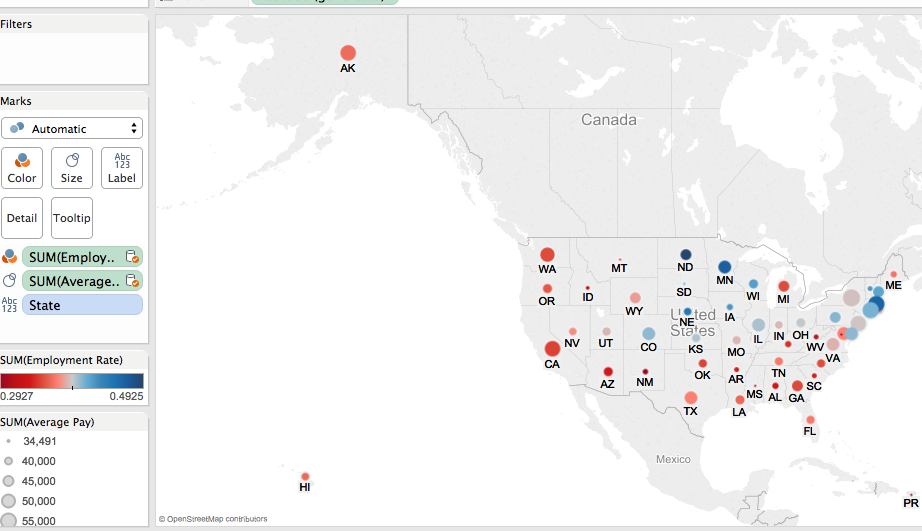 Filters
Marks
Automatic
Color
Size
Abc
123
Label
Detail
Tooltip
SUM(Employ..
SUM(Average..
Abc
123
State
SUM(Employment Rate)
0.2927
0.4925
SUM(Average Pay)
34,491
40,000
45,000
50,000
55,000
AK
Canada
WA
MT
ND
MN
ME
OR
ID
WY
SD
WI
MI
NE
IA
United
States
NV
UT
CO
KS
MO
IL
IN
OH
WV
VA
CA
AZ
NM
OK
AR
TN
MS
AL
GA
SC
TX
LA
FL
Mexico
HI
PR
© OpenStreetMap contributors